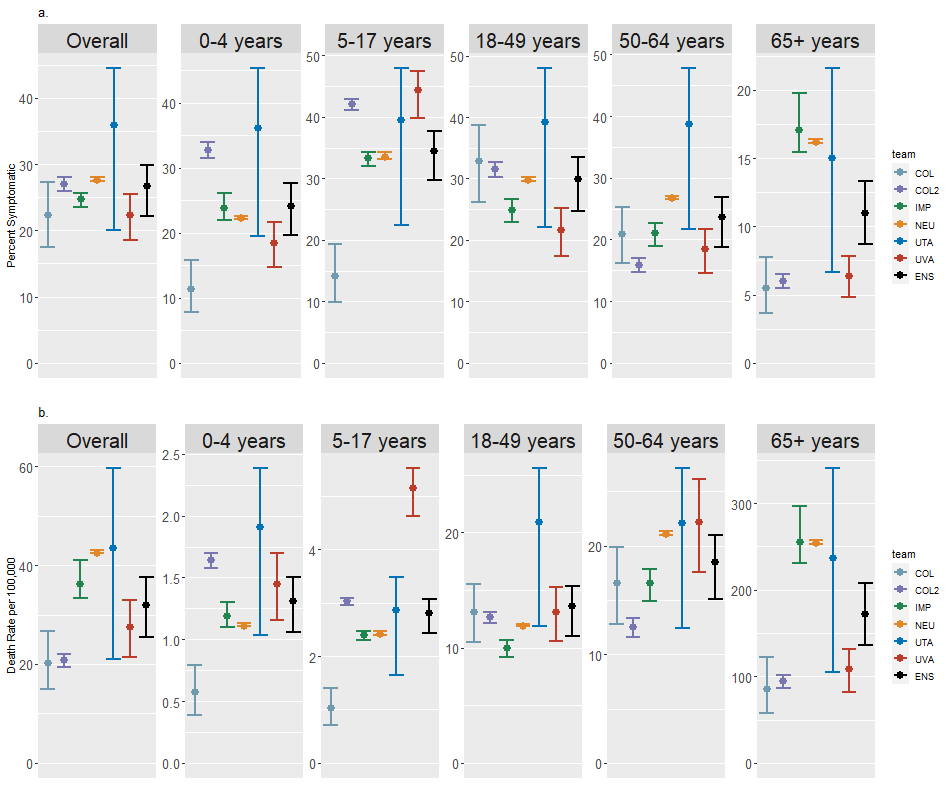 a.
Overall
0-4 years
5-17 years
18-49 years
50-64 years
65+ years
Percent Symptomatic
40
30
20
10
0
40
30
20
10
0
50
40
30
20
10
0
50
40
30
20
10
0
50
40
30
20
10
0
20
15
10
5
0
team
COL
COL2
IMP
NEU
UTA
UVA
ENS
b.
Overall
0-4 years
5-17 years
18-49 years
50-64 years
65+ years
Death Rate per 100,000
60
40
20
0
2.5
2.0
1.5
1.0
0.5
0.0
4
2
0
20
10
0
20
10
0
300
200
100
0
team
COL
COL2
IMP
NEU
UTA
UVA
ENS